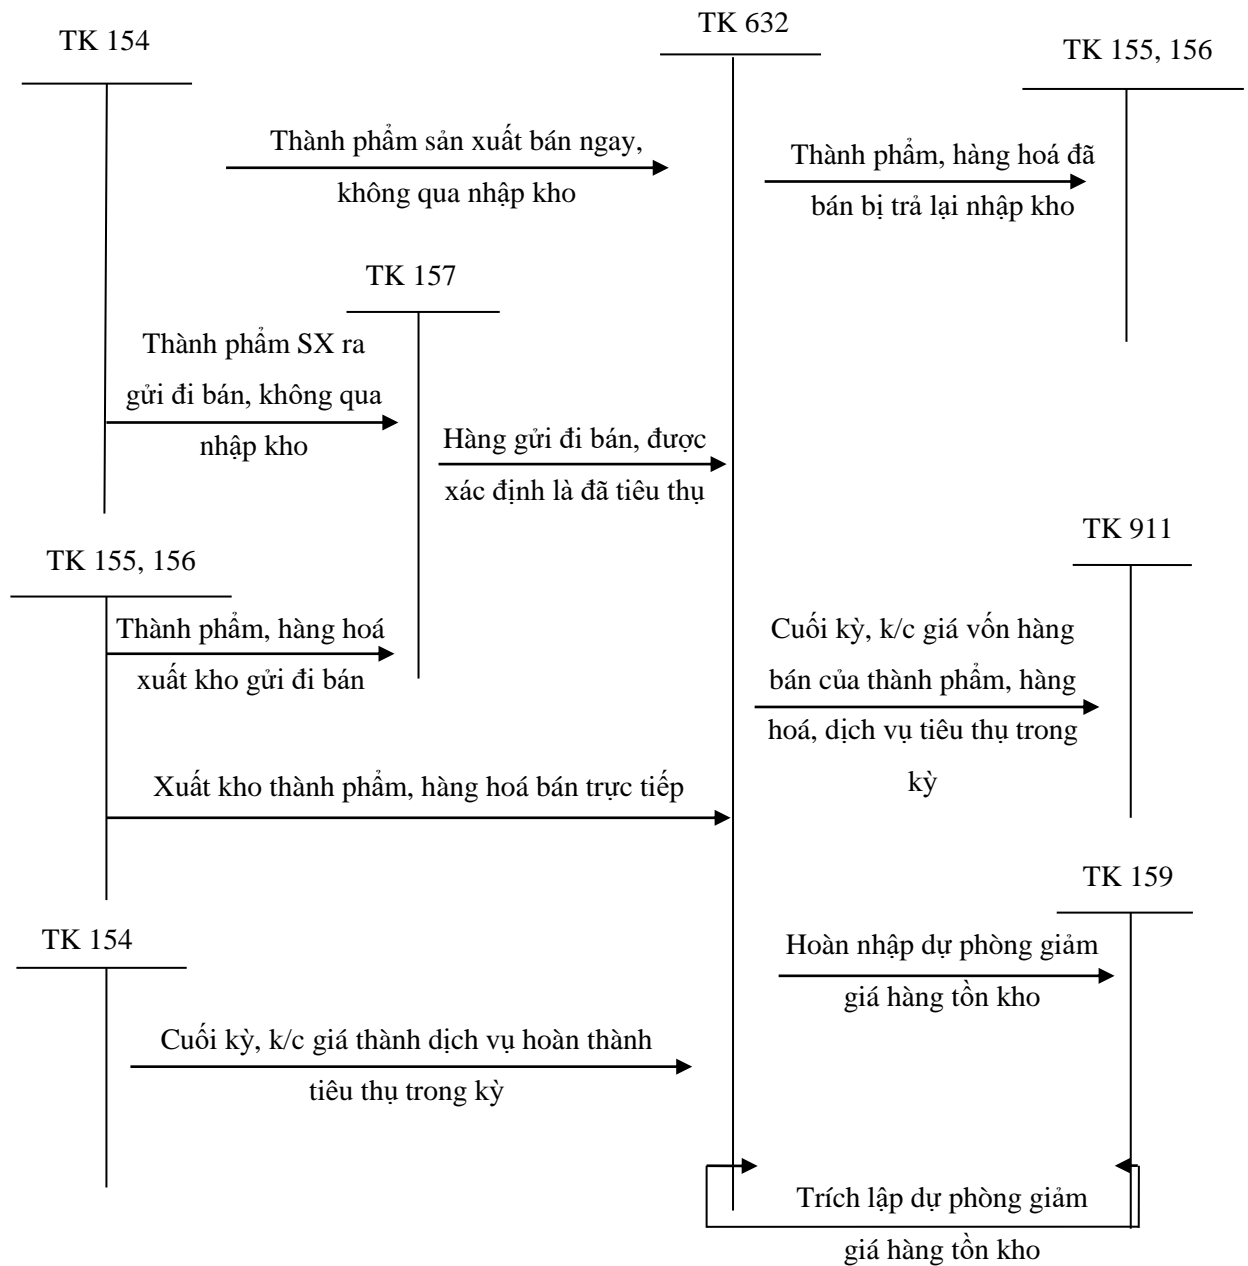 TK 154
TK 632
TK 155, 156
Thành phẩm sản xuất bán ngay,
không qua nhập kho
Thành phẩm, hàng hoá đã
bán bị trả lại nhập kho
TK 157
Thành phẩm SX ra
gửi đi bán, không qua
nhập kho
Hàng gửi đi bán, được
xác định là đã tiêu thụ
TK 911
TK 155, 156
Thành phẩm, hàng hoá
xuất kho gửi đi bán
Cuối kỳ, k/c giá vốn hàng
bán của thành phẩm, hàng
hoá, dịch vụ tiêu thụ trong
kỳ
Xuất kho thành phẩm, hàng hoá bán trực tiếp
TK 159
TK 154
Hoàn nhập dự phòng giảm
giá hàng tồn kho
Cuối kỳ, k/c giá thành dịch vụ hoàn thành
tiêu thụ trong kỳ
Trích lập dự phòng giảm
giá hàng tồn kho